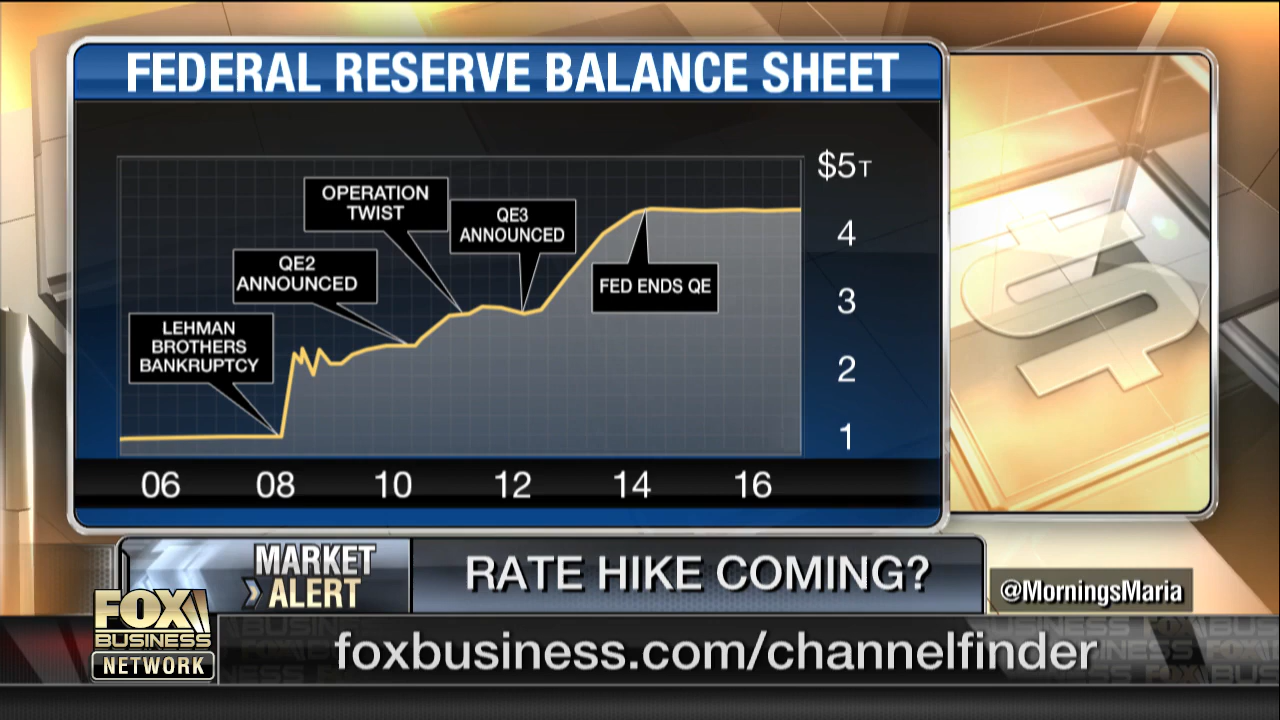 FEDERAL RESERVE BALANCE SHEET
$5T
4
3
2
1
OPERATION
TWIST
QE3
ANNOUNCED
QE2
ANNOUNCED
FED ENDS QE
LEHMAN
BROTHERS
BANKRUPTCY
06 08 10 12 14 16
MARKET
ALERT
RATE HIKE COMING?
@MorningsMaria
FOX
BUSINESS
NETWORK
foxbusiness.com/channelfinder